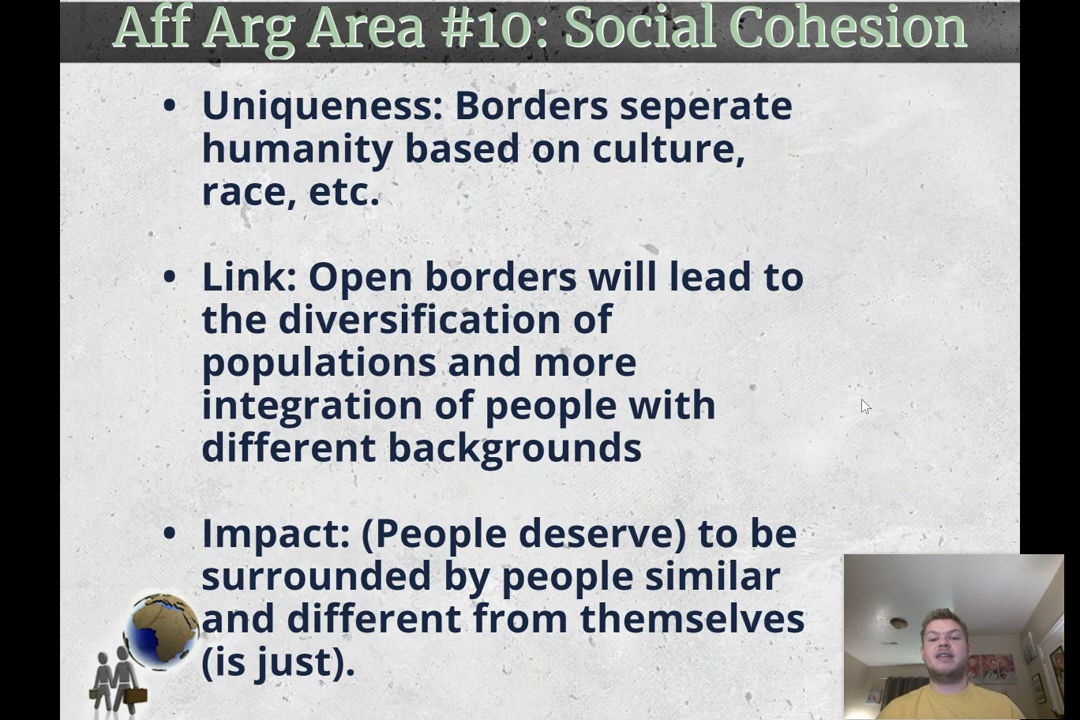 Aff Arg Area #10: Social Cohesion
• Uniqueness: Borders seperate
humanity based on culture,
race, etc.
• Link: Open borders will lead to
the diversification of
populations and more
integration of people with
different backgrounds
• Impact: (People deserve) to be
surrounded by people similar
and different from themselves
(is just).